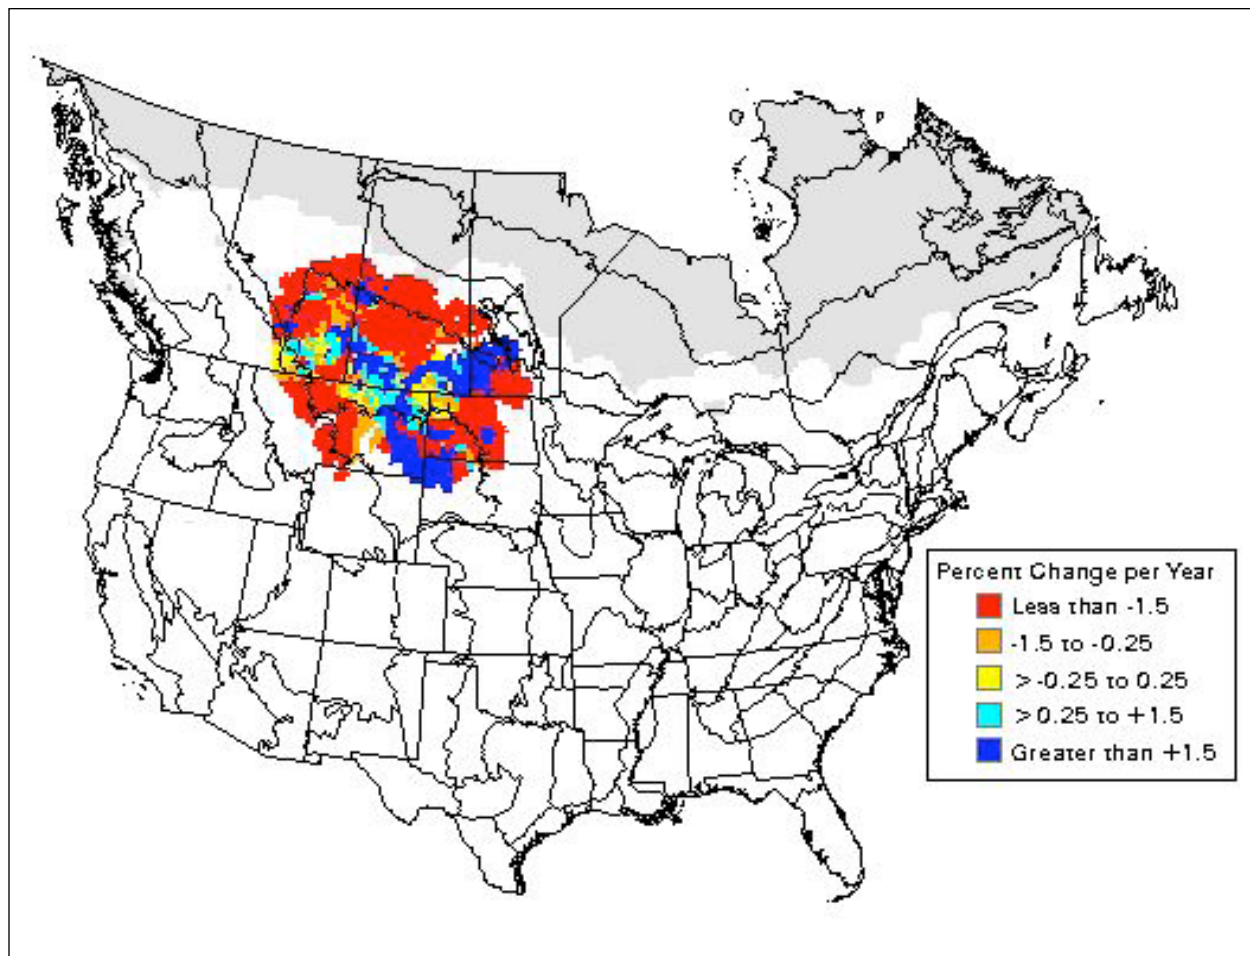 Percent Change per Year
Less than -1.5
-1.5 to -0.25
> -0.25 to 0.25
> 0.25 to +1.5
Greater than +1.5